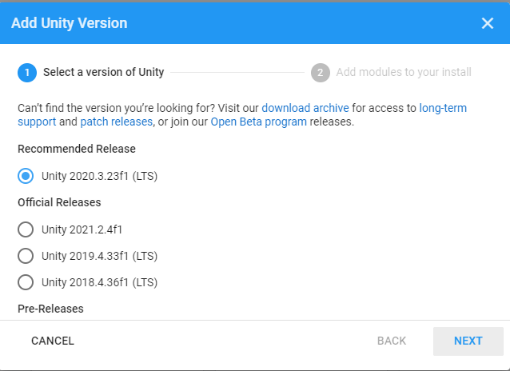 Add Unity Version
1 Select a version of Unity 2 Add modules to your install
Can't find the version you're looking for? Visit our download archive for access to long-term
support and patch releases, or join our Open Beta program releases.
Recommended Release
Unity 2020.3.23f1 (LTS)
Official Releases
Unity 2021.2.4f1
Unity 2019.4.33f1 (LTS)
Unity 2018.4.36f1 (LTS)
Pre-Releases
CANCEL BACK NEXT